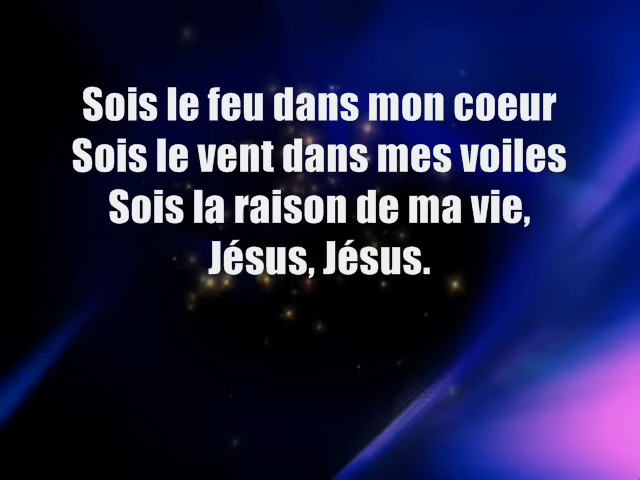 Sois le feu dans mon coeur
Sois le vent dans mes voiles
Sois la raison de ma vie,
Jésus, Jésus.